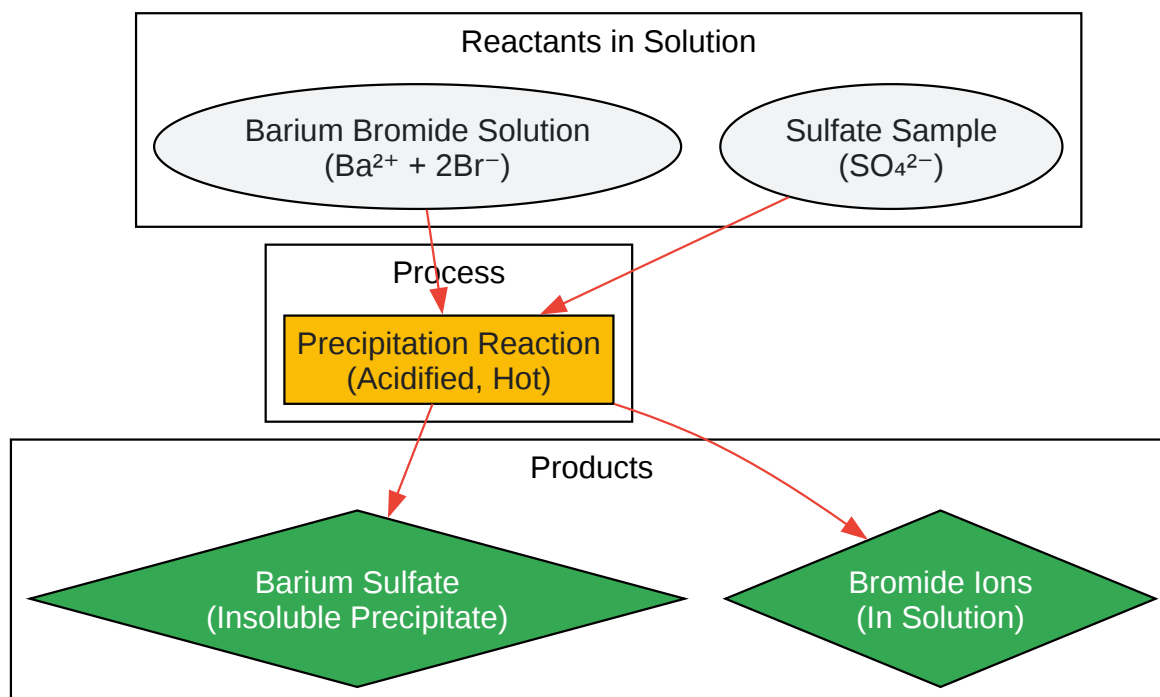 Reactants in Solution
Barium Bromide Solution
(Ba²⁺ + 2Br⁻)
Sulfate Sample
(SO₄²⁻)
Process
Precipitation Reaction
(Acidified, Hot)
Products
Barium Sulfate
(Insoluble Precipitate)
Bromide Ions
(In Solution)